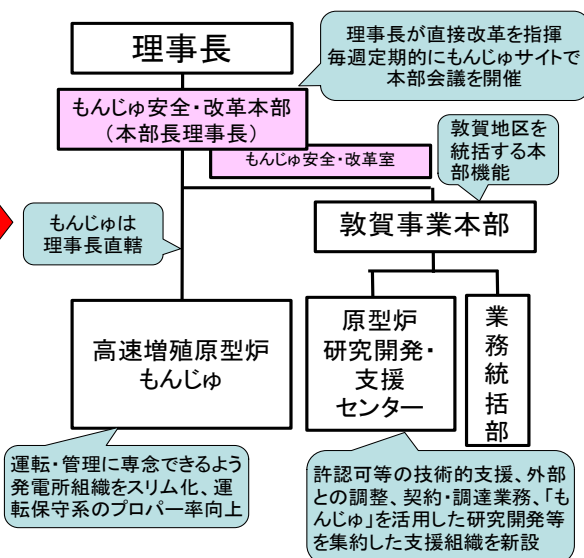 理事長
理事長が直接改革を指揮
毎週定期的にもんじゅサイトで
本部会議を開催
もんじゅ安全・改革本部
（本部長理事長）
もんじゅ安全・改革室
敦賀地区を
統括する本
部機能
もんじゅは
理事長直轄
敦賀事業本部
高速増殖原型炉
もんじゅ
原型炉
研究開発・
支援
センター
業務統括部
運転・管理に専念できるよう
発電所組織をスリム化、運
転保守系のプロパー率向上
許認可等の技術的支援、外部
との調整、契約・調達業務、「も
んじゅ」を活用した研究開発等
を集約した支援組織を新設